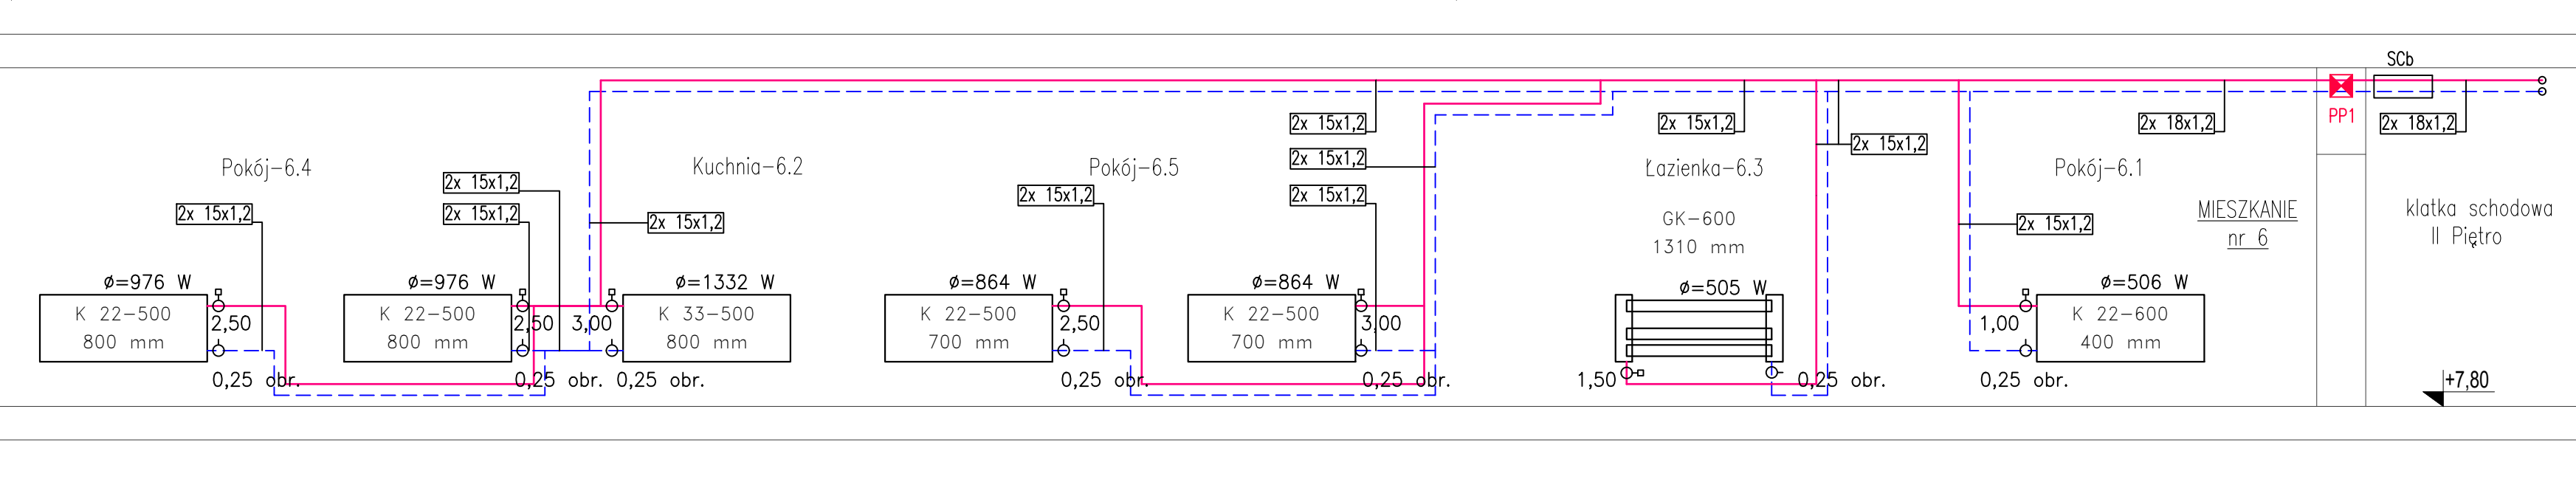 SCb
PP1
2x 15x1,2
2x 15x1,2
2x 18x1,2
2x 18x1,2
2x 15x1,2
2x 15x1,2
Pokój-6.4
Kuchnia-6.2
Pokój-6.5
Łazienka-6.3
Pokój-6.1
2x 15x1,2
2x 15x1,2
2x 15x1,2
2x 15x1,2
2x 15x1,2
2x 15x1,2
2x 15x1,2
GK-600
1310 mm
MIESZKANIE
nr 6
klatka schodowa
II Piętro
ø=976 W
K 22-500
800 mm
2,50
0,25 obr.
ø=976 W
K 22-500
800 mm
2,50
0,25 obr.
ø=1332 W
K 33-500
800 mm
3,00
0,25 obr.
ø=864 W
K 22-500
700 mm
2,50
0,25 obr.
ø=864 W
K 22-500
700 mm
3,00
0,25 obr.
ø=505 W
1,50
0,25 obr.
ø=506 W
K 22-600
400 mm
1,00
0,25 obr.
+7,80